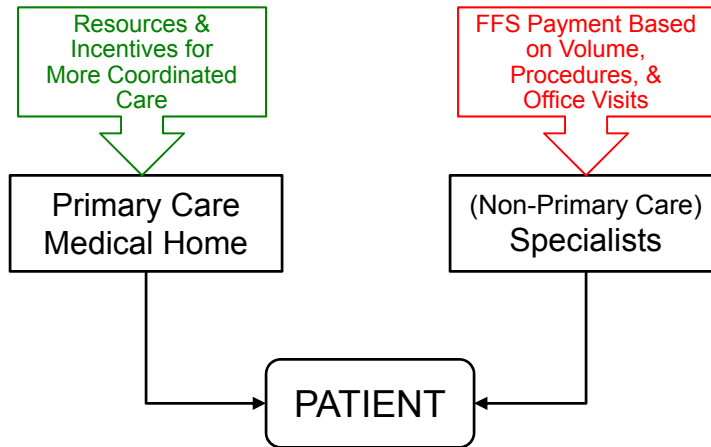 Resources &
Incentives for
More Coordinated
Care
FFS Payment Based
on Volume,
Procedures, &
Office Visits
Primary Care
Medical Home
(Non-Primary Care)
Specialists
PATIENT